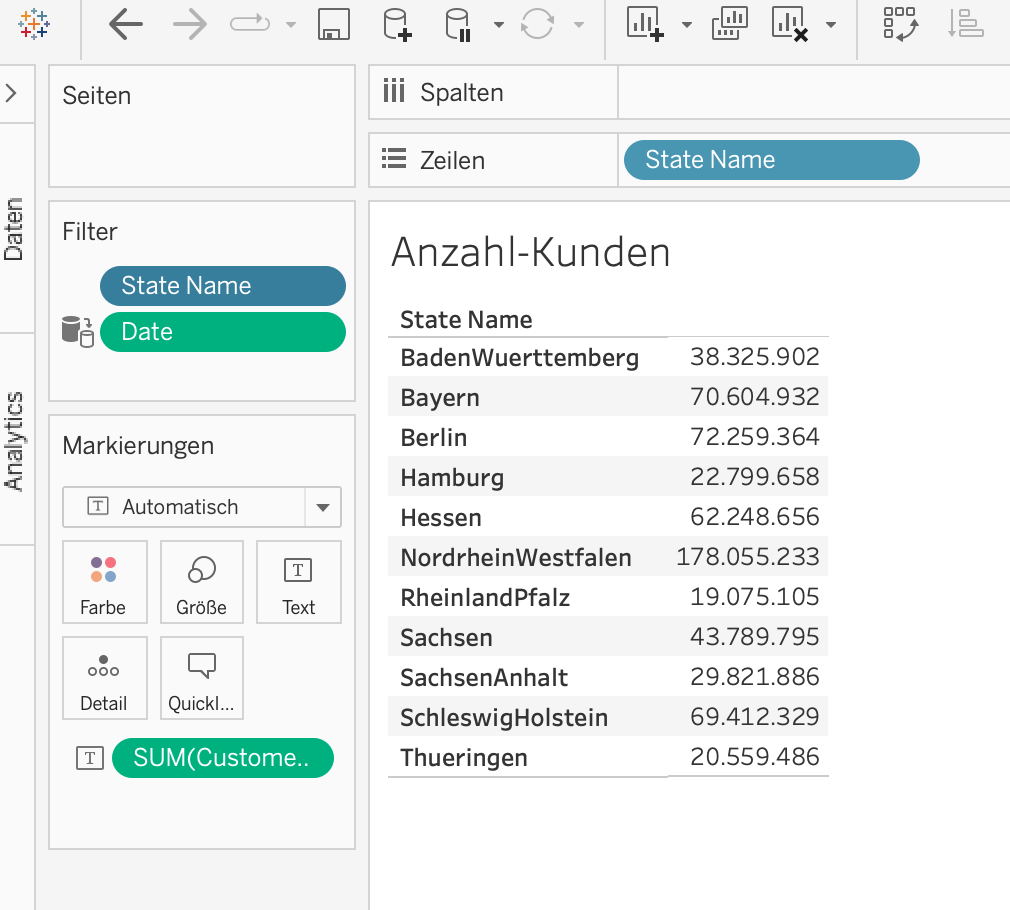 Daten
Analytics
Seiten
Filter
State Name
Date
Markierungen
T Automatisch
Farbe
Größe
T
Text
Detail
Quickl...
T SUM(Custome..
Spalten
Zeilen
State Name
Anzahl-Kunden
State Name
BadenWuerttemberg 38.325.902
Bayern 70.604.932
Berlin 72.259.364
Hamburg 22.799.658
Hessen 62.248.656
NordrheinWestfalen 178.055.233
RheinlandPfalz 19.075.105
Sachsen 43.789.795
SachsenAnhalt 29.821.886
SchleswigHolstein 69.412.329
Thueringen 20.559.486